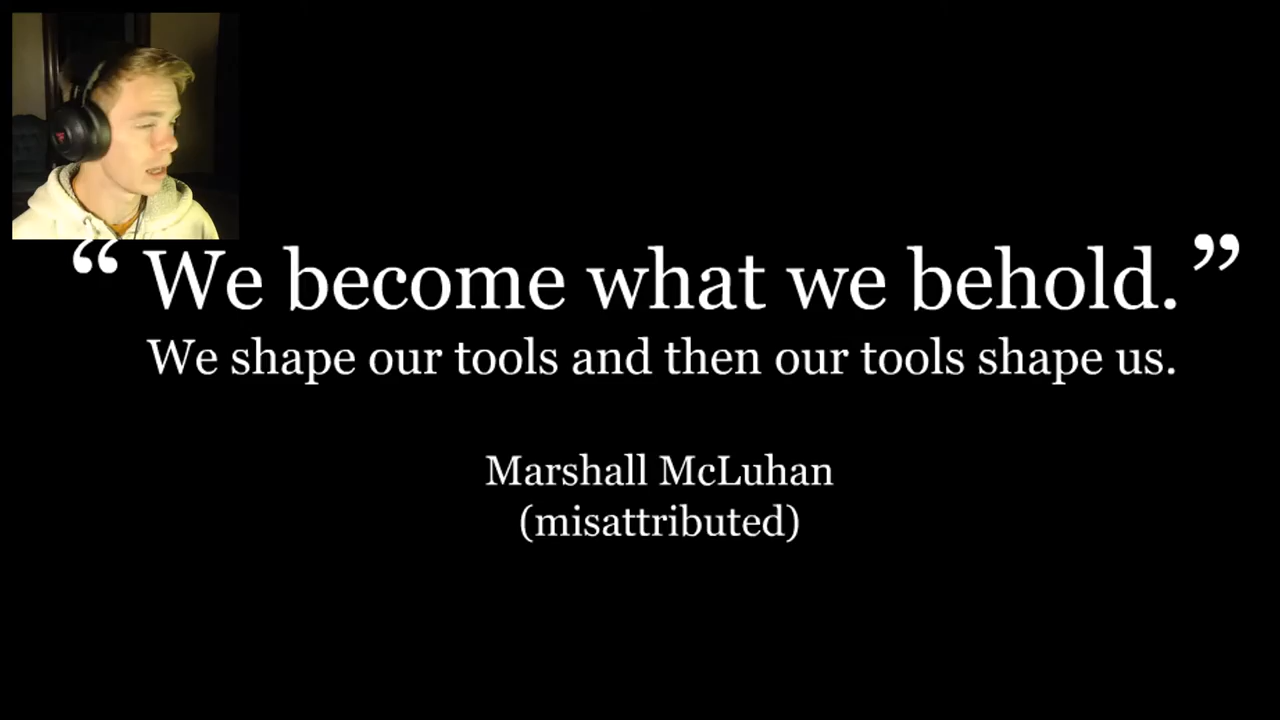 “ We become what we behold. ”
We shape our tools and then our tools shape us.
Marshall McLuhan
(misattributed)